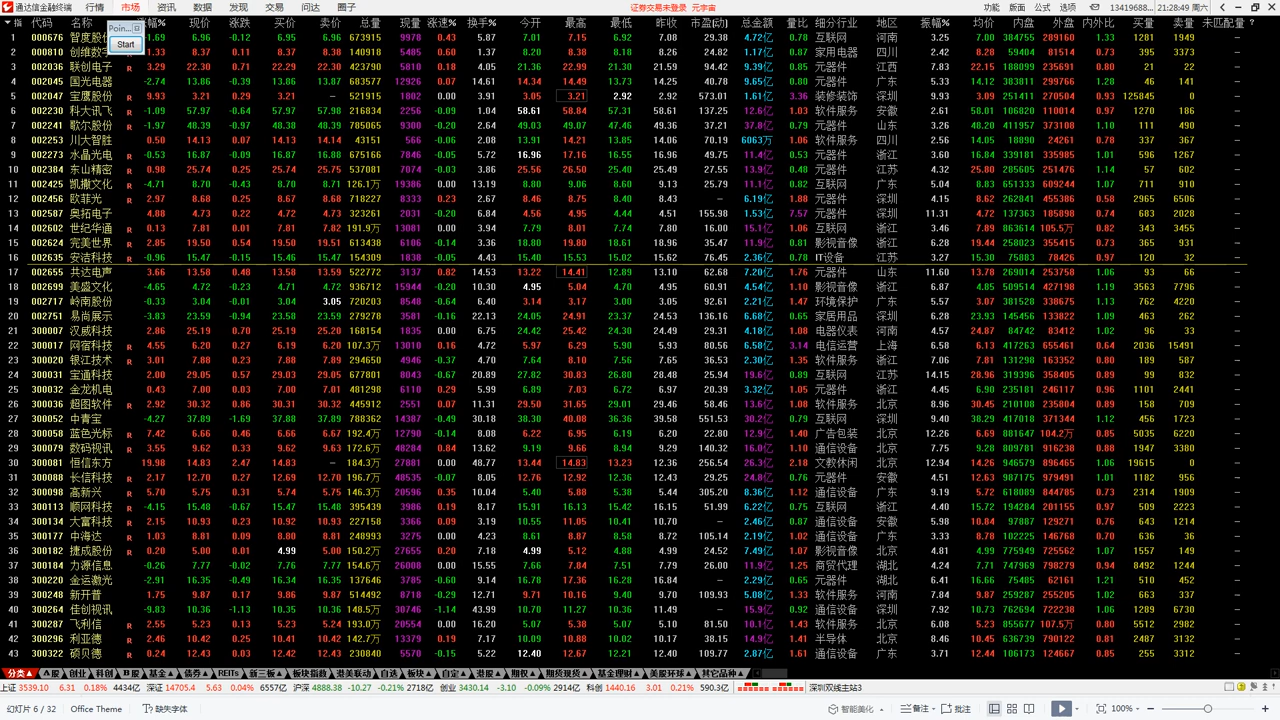 通达信金融终端 行情 市场 资讯 数据 发现 交易 问达 圈子 证券交易未登录 元宇宙 功能 版面 公式 选项 13419688... 21:28:49 周六
Poin...
Start
指 代码 名称 涨幅% 现价 涨跌 买价 卖价 总量 现量 涨速% 换手% 今开 最高 最低 昨收 市盈(动) 总金额 量比 细分行业 地区 振幅% 均价 内盘 外盘 内外比 买量 卖量 未匹配量 ?
1 000676 智度股份 -1.69 6.96 -0.12 6.95 6.96 673915 9978 0.43 5.87 7.01 7.15 6.92 7.08 29.38 4.72亿 0.78 互联网 河南 3.25 7.00 384755 289160 1.33 1281 1949 –
2 000810 创维数字 1.33 8.37 0.11 8.37 8.38 140918 5485 0.60 1.37 8.20 8.38 8.18 8.26 24.82 1.17亿 0.86 家用电器 四川 2.42 8.28 59404 81514 0.73 395 3373 –
3 002036 联创电子 R 3.29 22.30 0.71 22.29 22.30 423790 5010 0.18 4.05 21.36 22.99 21.30 21.59 94.42 9.39亿 0.85 元器件 江西 7.83 22.15 188099 235691 0.80 21 22 –
4 002045 国光电器 R -2.74 13.86 -0.39 13.85 13.86 683577 12926 0.07 14.61 14.34 14.49 13.73 14.25 40.78 9.65亿 0.80 元器件 广东 5.33 14.12 383811 299766 1.28 46 141 –
5 002047 宝鹰股份 R 9.93 3.21 0.29 3.21 – 521915 1802 0.00 3.91 3.05 3.21 2.92 2.92 573.01 1.61亿 3.36 装修装饰 深圳 9.93 3.09 251411 270504 0.93 125845 0 –
6 002230 科大讯飞 R -1.09 57.97 -0.64 57.97 57.98 216834 2256 -0.09 1.04 58.61 58.84 57.31 58.61 137.25 12.6亿 1.03 软件服务 安徽 2.61 58.01 106820 110014 0.97 1270 186 –
7 002241 歌尔股份 R -1.97 48.39 -0.97 48.38 48.39 785065 9300 -0.20 2.64 49.03 49.07 47.46 49.36 37.21 37.8亿 0.79 元器件 山东 3.26 48.20 411957 373108 1.10 111 490 –
8 002253 川大智胜 0.50 14.13 0.07 14.13 14.14 43151 566 -0.06 2.08 13.91 14.21 13.85 14.06 70.19 6063万 1.06 软件服务 四川 2.56 14.05 18890 24261 0.78 337 367 –
9 002273 水晶光电 R -0.53 16.87 -0.09 16.87 16.88 675166 7846 -0.05 5.72 16.96 17.16 16.55 16.96 49.75 11.4亿 0.53 元器件 浙江 3.60 16.84 339181 335985 1.01 596 1267 –
10 002384 东山精密 R 0.98 25.74 0.25 25.74 25.75 537081 7074 -0.03 3.86 25.56 26.50 25.40 25.49 27.55 13.9亿 0.48 元器件 江苏 4.32 25.80 285605 251476 1.14 57 602 –
11 002425 凯撒文化 R -4.71 8.70 -0.43 8.70 8.71 126.1万 19386 0.00 13.19 8.80 9.06 8.60 9.13 25.79 11.1亿 0.82 互联网 广东 5.04 8.83 651333 609244 1.07 711 910 –
12 002456 欧菲光 R 2.97 8.68 0.25 8.67 8.68 718227 8333 0.23 2.67 8.46 8.75 8.40 8.43 – 6.19亿 1.88 元器件 深圳 4.15 8.62 262841 455386 0.58 2965 6506 –
13 002587 奥拓电子 4.88 4.73 0.22 4.72 4.73 323261 2031 -0.20 6.84 4.56 4.95 4.44 4.51 155.98 1.53亿 7.57 元器件 深圳 11.31 4.72 137363 185898 0.74 683 2028 –
14 002602 世纪华通 R 0.13 7.81 0.01 7.81 7.82 191.9万 13081 0.00 3.94 7.79 8.01 7.74 7.80 16.00 15.1亿 1.06 互联网 浙江 3.46 7.89 863614 105.5万 0.82 343 3455 –
15 002624 完美世界 R 2.85 19.50 0.54 19.50 19.51 613438 6106 -0.14 3.36 18.80 19.80 18.61 18.96 35.47 11.9亿 0.81 影视音像 浙江 6.28 19.44 258023 355415 0.73 365 931 –
16 002635 安洁科技 R -0.96 15.47 -0.15 15.46 15.47 154309 1838 -0.05 4.43 15.40 15.53 15.02 15.62 76.45 2.36亿 0.78 IT设备 江苏 3.27 15.30 75883 78426 0.97 120 32 –
17 002655 共达电声 3.66 13.58 0.48 13.58 13.59 522772 3137 0.82 14.53 13.22 14.41 12.89 13.10 62.68 7.20亿 1.76 元器件 山东 11.60 13.78 269014 253758 1.06 93 66 –
18 002699 美盛文化 -4.65 4.72 -0.23 4.71 4.72 936712 15944 -0.20 10.30 4.95 5.04 4.70 4.95 60.91 4.54亿 1.10 影视音像 浙江 6.87 4.85 509514 427198 1.19 3563 7796 –
19 002717 岭南股份 -0.33 3.04 -0.01 3.04 3.05 720203 8548 -0.64 6.40 3.14 3.17 3.00 3.05 92.61 2.21亿 1.47 环境保护 广东 5.57 3.07 381528 338675 1.13 762 4220 –
20 002751 易尚展示 -3.83 23.59 -0.94 23.58 23.59 279278 3581 -0.16 22.13 24.05 24.91 23.37 24.53 136.16 6.68亿 0.65 家居用品 深圳 6.28 23.93 145456 133822 1.09 463 262 –
21 300007 汉威科技 R 2.86 25.19 0.70 25.19 25.20 168154 1835 0.00 6.75 24.42 25.42 24.30 24.49 29.31 4.18亿 1.08 电器仪表 河南 4.57 24.87 84742 83412 1.02 96 33 –
22 300017 网宿科技 R 4.55 6.20 0.27 6.19 6.20 107.3万 13010 0.16 4.72 5.97 6.29 5.90 5.93 80.56 6.58亿 3.14 电信运营 上海 6.58 6.13 417263 655461 0.64 2036 15491 –
23 300020 银江技术 R 3.01 7.88 0.23 7.88 7.89 294650 4946 -0.37 4.70 7.64 8.10 7.56 7.65 36.53 2.30亿 1.35 软件服务 浙江 7.06 7.81 131298 163352 0.80 189 587 –
24 300031 宝通科技 R 2.00 29.05 0.57 29.03 29.05 677801 8043 -0.67 20.89 27.82 30.83 26.80 28.48 25.94 19.6亿 0.89 互联网 江苏 14.15 28.96 319396 358405 0.89 99 832 –
25 300032 金龙机电 0.43 7.00 0.03 7.00 7.01 481298 6110 0.29 5.99 6.89 7.03 6.72 6.97 20.39 3.32亿 1.05 元器件 浙江 4.45 6.90 235181 246117 0.96 1101 2441 –
26 300036 超图软件 R 2.92 30.32 0.86 30.31 30.32 445912 2551 0.07 11.31 29.50 31.65 29.01 29.46 58.46 13.6亿 1.08 软件服务 北京 8.96 30.45 210108 235804 0.89 158 709 –
27 300052 中青宝 -4.27 37.89 -1.69 37.88 37.89 788362 14387 -0.49 30.18 38.30 40.08 36.36 39.58 551.53 30.2亿 0.79 互联网 深圳 9.40 38.29 417018 371344 1.12 456 1723 –
28 300058 蓝色光标 R 7.42 6.66 0.46 6.66 6.67 192.4万 12790 -0.14 8.08 6.22 6.95 6.19 6.20 22.80 12.9亿 1.40 广告包装 北京 12.26 6.69 881647 104.2万 0.85 5035 6220 –
29 300079 数码视讯 R 3.55 9.62 0.33 9.62 9.63 172.6万 48284 0.84 13.62 9.19 9.66 8.94 9.29 140.32 16.0亿 1.10 通信设备 北京 7.75 9.28 809781 916238 0.88 1947 3380 –
30 300081 恒信东方 R 19.98 14.83 2.47 14.83 – 184.3万 27881 0.00 48.77 13.44 14.83 13.23 12.36 256.54 26.3亿 2.18 文教休闲 北京 12.94 14.26 946579 896465 1.06 19615 0 –
31 300088 长信科技 R 2.17 12.70 0.27 12.69 12.70 196.7万 48535 -0.07 8.05 12.76 12.92 12.36 12.43 29.25 24.8亿 0.76 元器件 安徽 4.51 12.63 987125 979491 1.01 1182 956 –
32 300098 高新兴 R 5.70 5.75 0.31 5.74 5.75 146.3万 20596 0.35 10.04 5.40 5.88 5.38 5.44 305.20 8.36亿 1.12 通信设备 广东 9.19 5.72 618089 844785 0.73 2314 1909 –
33 300113 顺网科技 R -4.15 15.48 -0.67 15.47 15.48 395439 3986 0.19 8.17 15.91 16.13 15.42 16.15 51.99 6.22亿 0.75 互联网 浙江 4.40 15.72 194284 201155 0.97 509 2223 –
34 300134 大富科技 R 2.15 10.93 0.23 10.92 10.93 227158 3366 0.09 3.19 10.55 11.05 10.41 10.70 – 2.46亿 0.87 通信设备 安徽 5.98 10.84 97887 129271 0.76 643 1214 –
35 300177 中海达 R 1.03 8.81 0.09 8.80 8.81 248993 3275 0.00 4.23 8.61 8.87 8.58 8.72 105.14 2.19亿 1.02 通信设备 广东 3.33 8.78 102225 146768 0.70 636 36 –
36 300182 捷成股份 R 0.20 5.00 0.01 4.99 5.00 150.2万 27655 0.20 7.18 4.99 5.12 4.88 4.99 24.52 7.49亿 1.07 影视音像 北京 4.81 4.99 775949 725562 1.07 1557 149 –
37 300184 力源信息 R -0.26 7.77 -0.02 7.76 7.77 154.6万 26008 0.00 15.55 7.66 7.84 7.51 7.79 26.00 11.9亿 1.25 商贸代理 湖北 4.24 7.71 747969 798279 0.94 8492 1244 –
38 300220 金运激光 -2.91 16.35 -0.49 16.34 16.35 137646 3785 -0.60 9.14 16.78 17.36 16.28 16.84 – 2.29亿 0.65 元器件 湖北 6.41 16.66 75485 62161 1.21 510 452 –
39 300248 新开普 R 1.75 9.87 0.17 9.86 9.87 514492 8718 -0.29 12.71 9.71 10.16 9.40 9.70 109.93 5.08亿 1.33 软件服务 河南 7.84 9.87 259287 255205 1.02 663 337 –
40 300264 佳创视讯 -9.83 10.36 -1.13 10.35 10.36 148.5万 30746 -1.14 43.99 10.70 11.27 10.36 11.49 – 15.9亿 0.92 通信设备 深圳 7.92 10.73 762694 722238 1.06 1289 6730 –
41 300287 飞利信 R 2.55 5.23 0.13 5.23 5.24 193.0万 20554 0.00 16.20 5.07 5.38 5.07 5.10 81.50 10.1亿 1.43 软件服务 北京 6.08 5.23 855677 107.5万 0.80 5512 2982 –
42 300296 利亚德 R 2.46 10.42 0.25 10.41 10.42 142.7万 13379 0.19 7.17 10.09 10.88 10.02 10.17 38.15 14.9亿 1.41 半导体 北京 8.46 10.45 636739 790122 0.81 2487 3132 –
43 300322 硕贝德 R 0.24 12.43 0.03 12.42 12.43 230840 5570 -0.15 5.22 12.40 12.67 12.21 12.40 109.77 2.87亿 1.61 通信设备 广东 3.71 12.44 106173 124667 0.85 255 3312 –
分类▲ A股 创业 科创 B股 基金▲ 债券▲ REITs 新三板▲ 板块指数 港美联动 自选 板块▲ 自定▲ 港股▲ 期权▲ 期货现货▲ 基金理财▲ 美股环球▲ 其它品种▲
上证 3539.10 6.31 0.18% 4434亿 深证 14705.4 5.63 0.04% 6557亿 沪深 4888.38 -10.27 -0.21% 2718亿 创业 3430.14 -3.10 -0.09% 2914亿 科创 1440.16 3.01 0.21% 590.3亿 深圳双线主站3
幻灯片 6 / 32 Office Theme 缺失字体 智能美化 备注 批注 100%